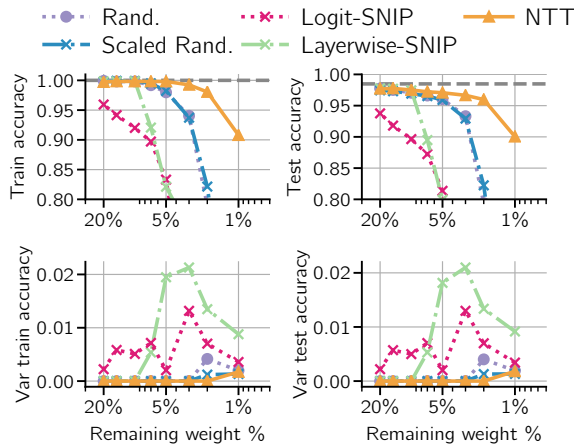 Rand. Logit-SNIP NTT
Scaled Rand. Layerwise-SNIP
Train accuracy
1.00
0.95
0.90
0.85
0.80
20% 5% 1%
Test accuracy
1.00
0.95
0.90
0.85
0.80
20% 5% 1%
Var train accuracy
0.02
0.01
0.00
20% 5% 1%
Remaining weight %
Var test accuracy
0.02
0.01
0.00
20% 5% 1%
Remaining weight %